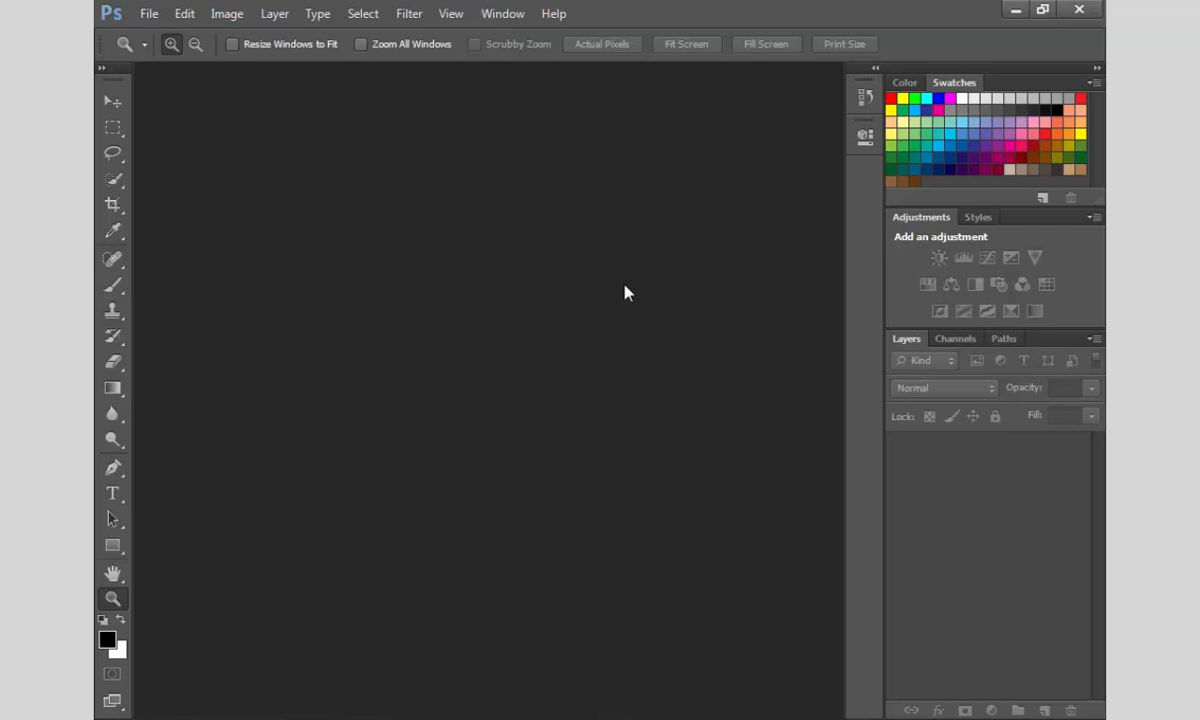 Ps File Edit Image Layer Type Select Filter View Window Help
Resize Windows to Fit Zoom All Windows Scrubby Zoom Actual Pixels Fit Screen Fill Screen Print Size
Color Swatches
Adjustments Styles
Add an adjustment
Layers Channels Paths
Kind T
Normal Opacity:
Lock: Fill:
T
fx